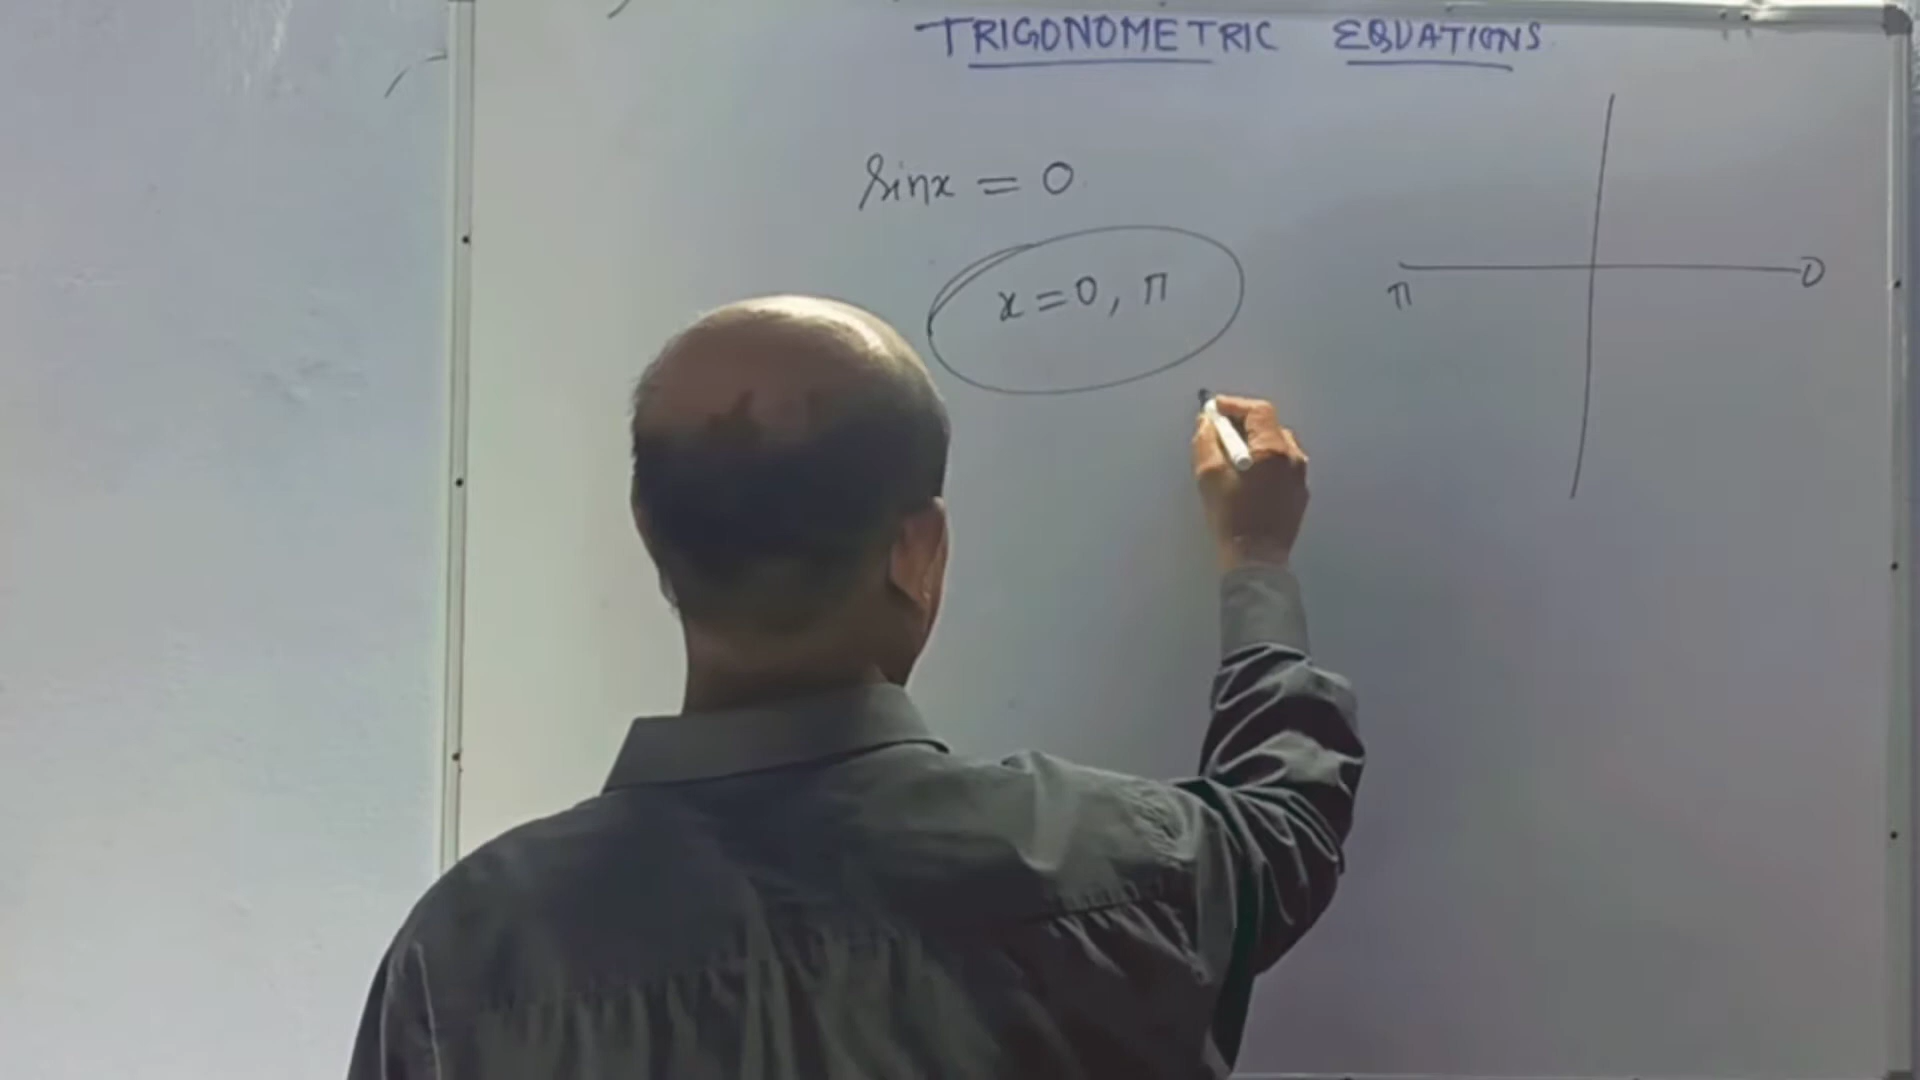 TRIGONOMETRIC EQUATIONS
sinx = 0
x = 0, π
π 0